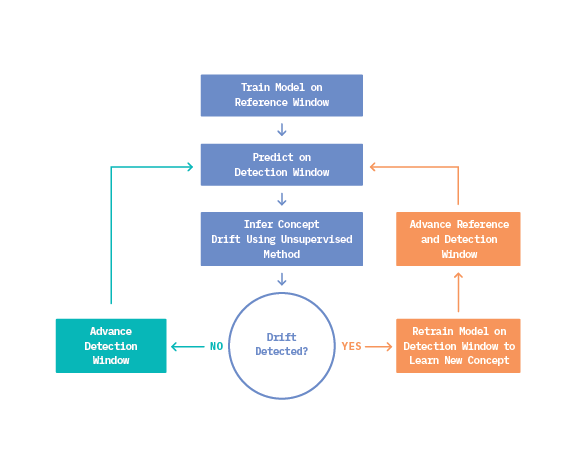 Train Model on
Reference Window
Predict on
Detection Window
Infer Concept
Drift Using Unsupervised
Method
Advance Reference
and Detection
Window
Drift
Detected?
NO
YES
Advance
Detection
Window
Retrain Model on
Detection Window to
Learn New Concept